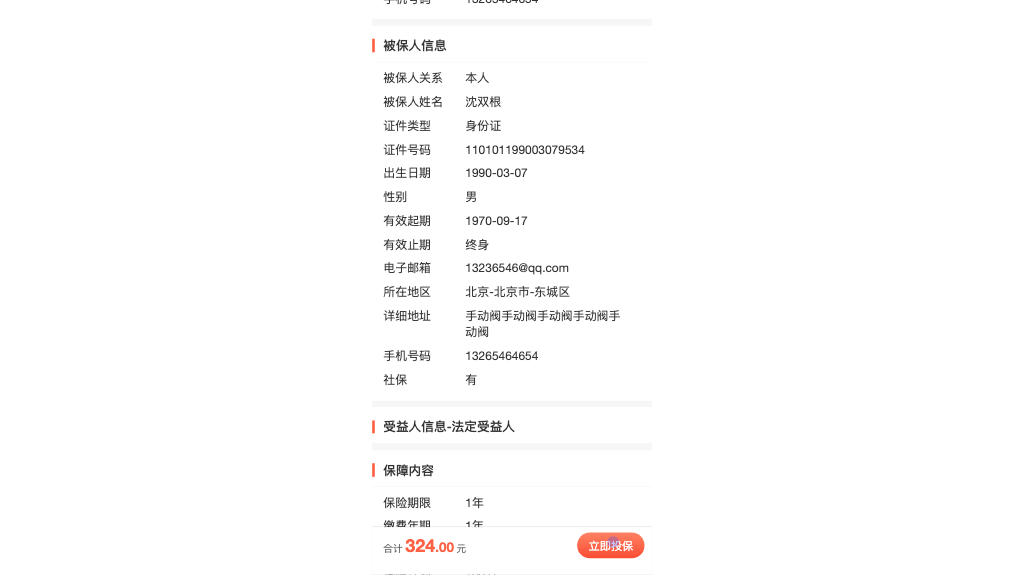 手机号码 13265464654
被保人信息
被保人关系 本人
被保人姓名 沈双根
证件类型 身份证
证件号码 110101199003079534
出生日期 1990-03-07
性别 男
有效起期 1970-09-17
有效止期 终身
电子邮箱 13236546@qq.com
所在地区 北京-北京市-东城区
详细地址 手动阀手动阀手动阀手动阀手
动阀
手机号码 13265464654
社保 有
受益人信息-法定受益人
保障内容
保险期限 1年
缴费年期 1年
合计 324.00 元 立即投保